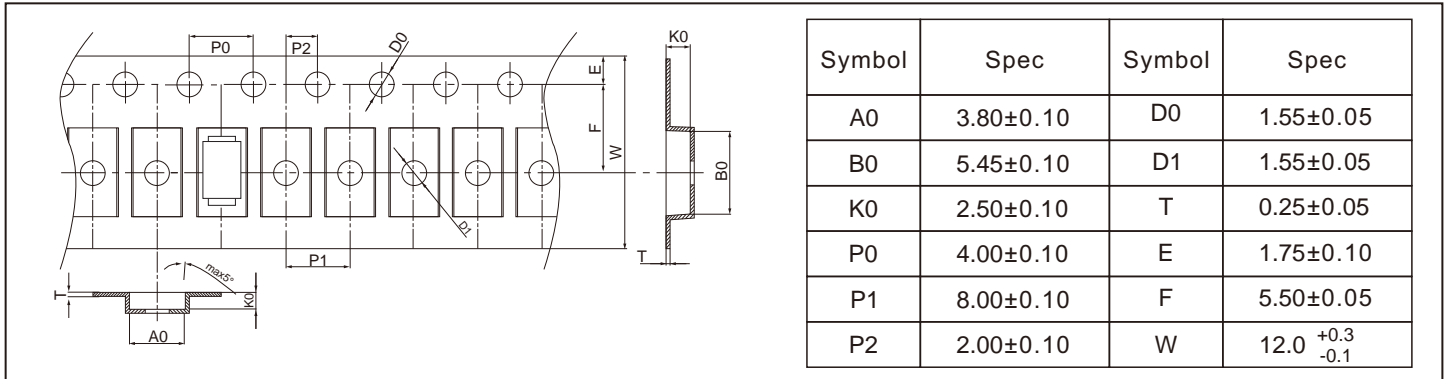 P0
P2
D0
E
F
W
D1
P1
max5°
T
K0
A0
K0
B0
T
Symbol Spec Symbol Spec
A0 3.80±0.10 D0 1.55±0.05
B0 5.45±0.10 D1 1.55±0.05
K0 2.50±0.10 T 0.25±0.05
P0 4.00±0.10 E 1.75±0.10
P1 8.00±0.10 F 5.50±0.05
P2 2.00±0.10 W 12.0 +0.3 -0.1